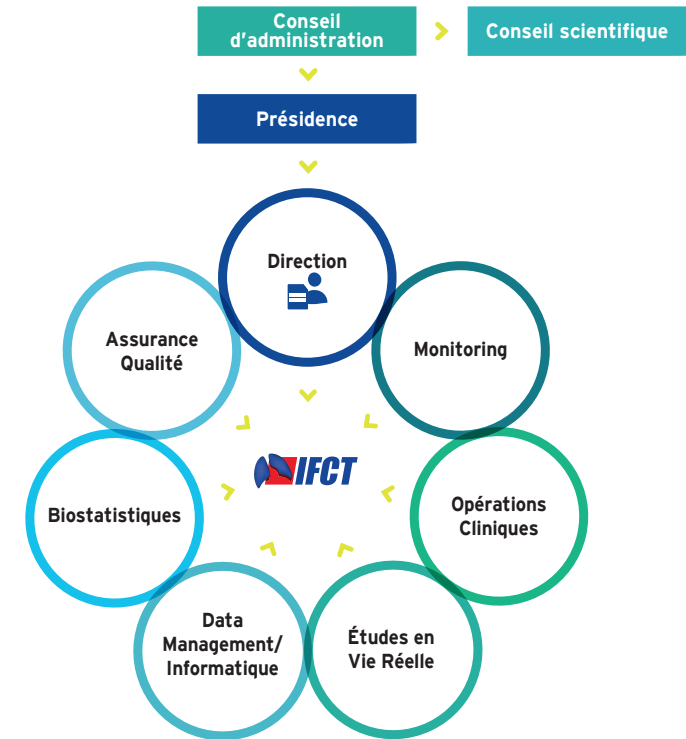 Conseil
d'administration
Conseil scientifique
Présidence
Direction
Assurance
Qualité
Monitoring
IFCT
Biostatistiques
Opérations
Cliniques
Data
Management/
Informatique
Études en
Vie Réelle